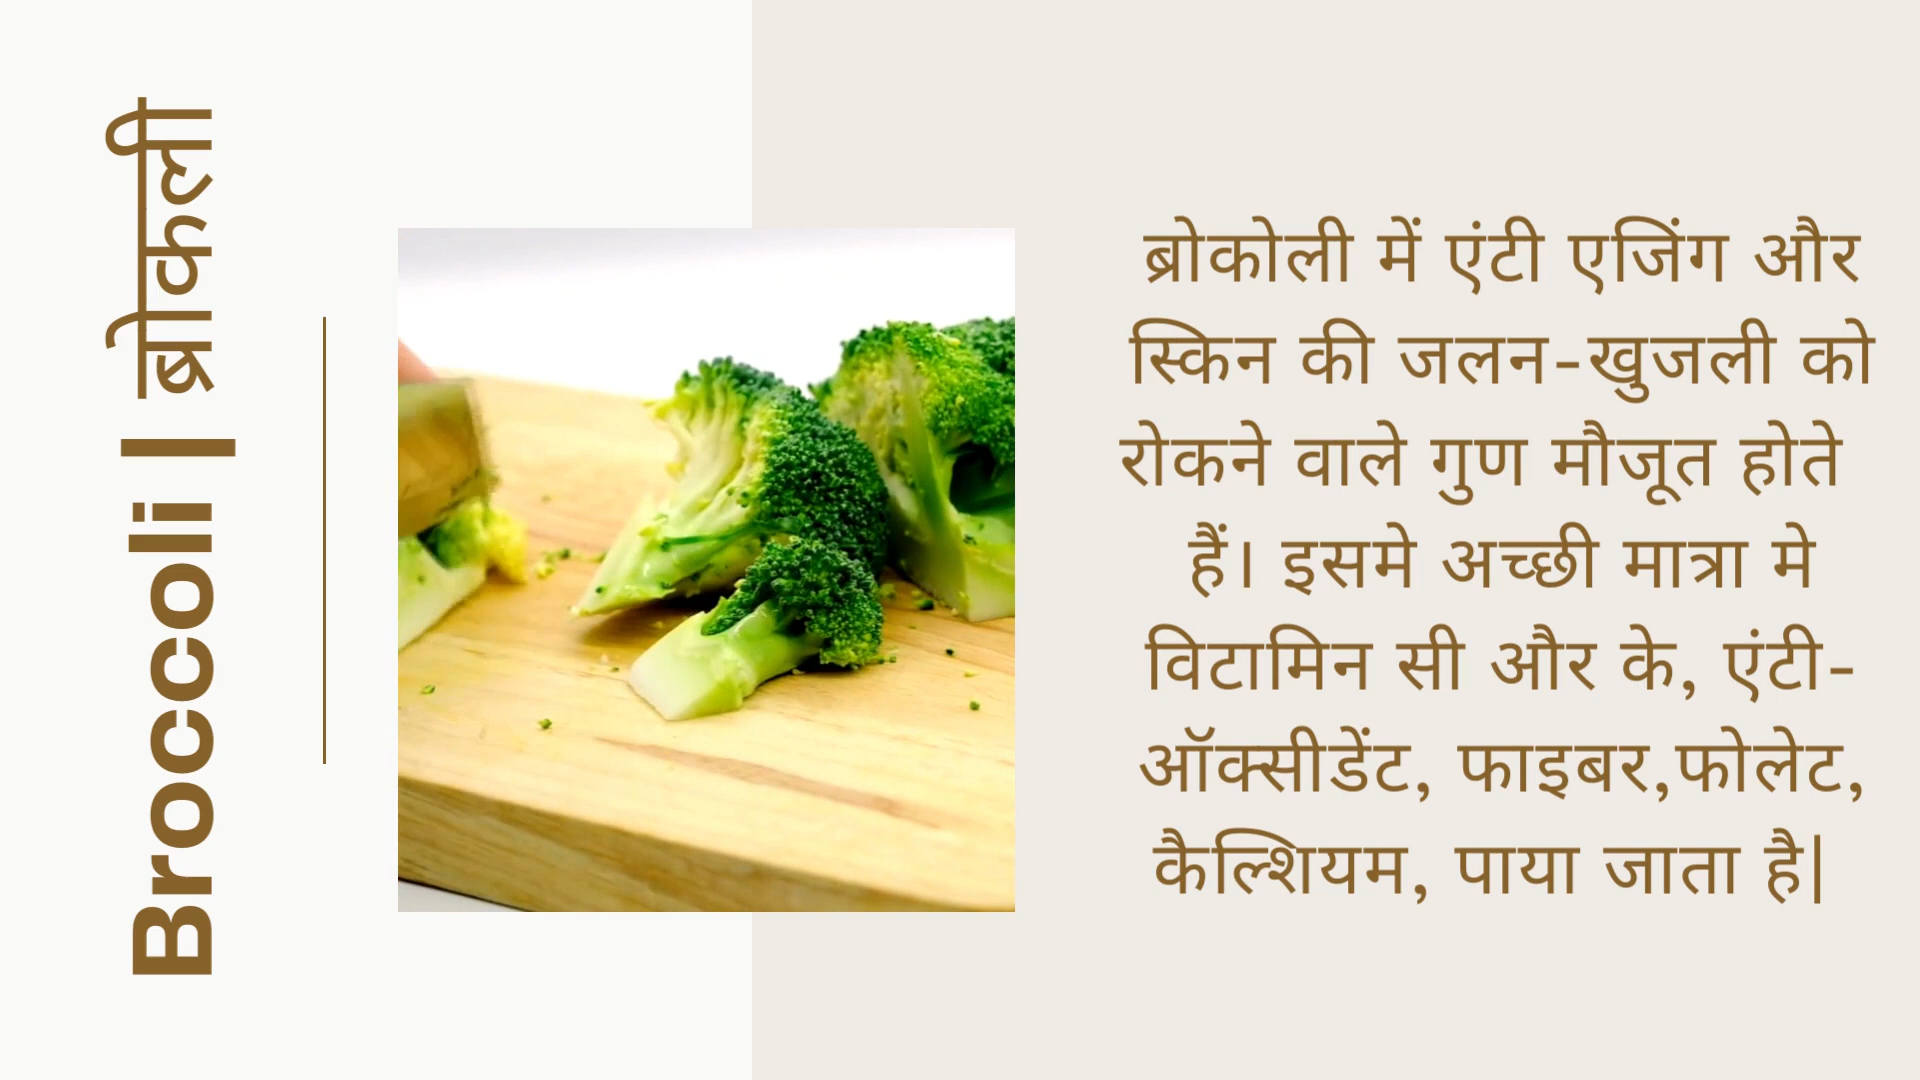 Broccoli | ब्रोकली
ब्रोकोली में एंटी एजिंग और
स्किन की जलन-खुजली को
रोकने वाले गुण मौजूत होते
हैं। इसमे अच्छी मात्रा मे
विटामिन सी और के, एंटी-
ऑक्सीडेंट, फाइबर,फोलेट,
कैल्शियम, पाया जाता है|